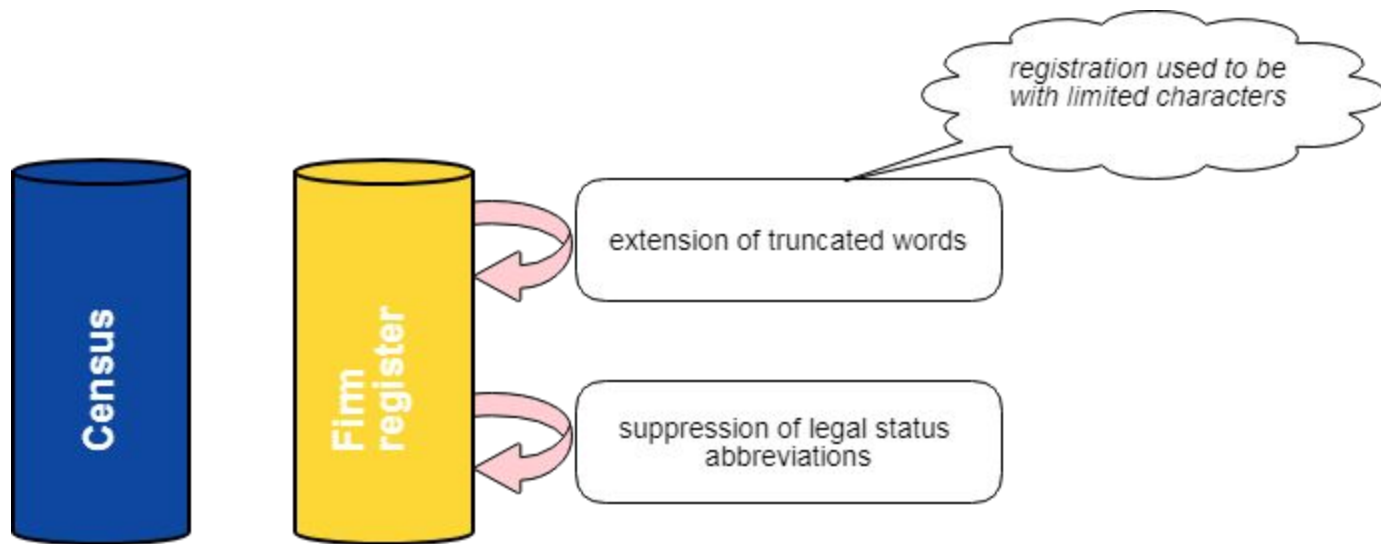 registration used to be
with limited characters
extension of truncated words
Census
Firm
register
suppression of legal status
abbreviations